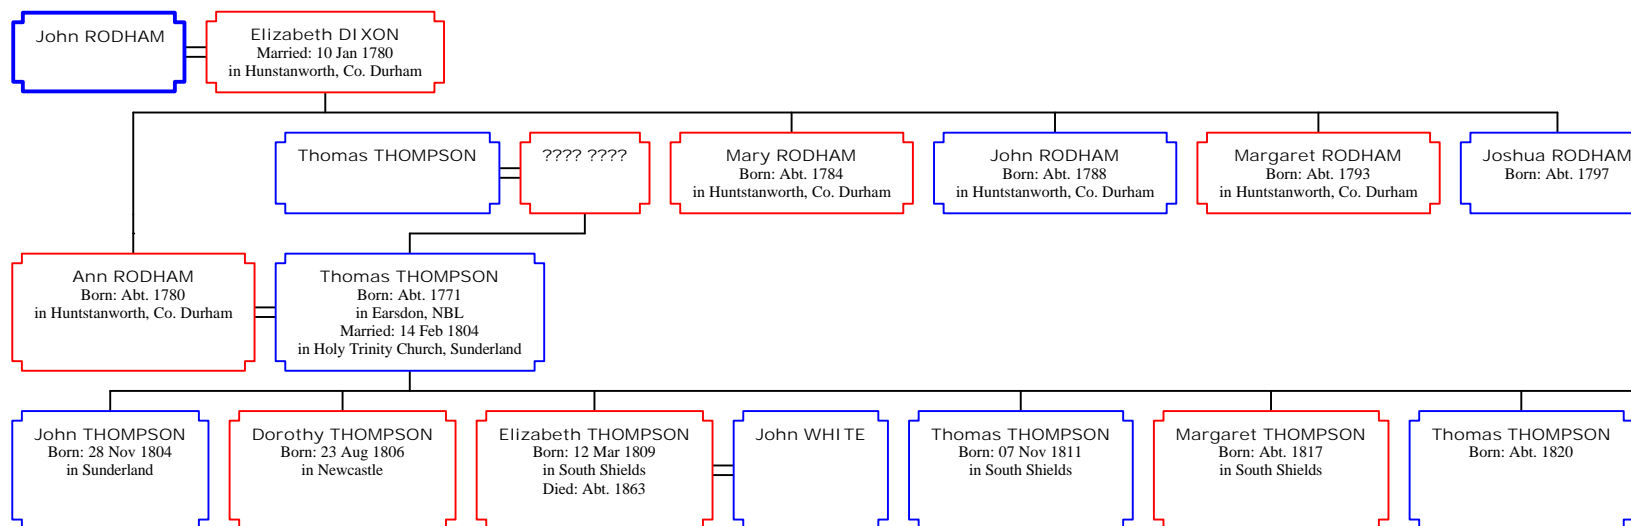 John RODHAM
Elizabeth DIXON
Married: 10 Jan 1780
in Hunstanworth, Co. Durham
Thomas THOMPSON
???? ????
Mary RODHAM
Born: Abt. 1784
in Huntstanworth, Co. Durham
John RODHAM
Born: Abt. 1788
in Huntstanworth, Co. Durham
Margaret RODHAM
Born: Abt. 1793
in Huntstanworth, Co. Durham
Joshua RODHAM
Born: Abt. 1797
Ann RODHAM
Born: Abt. 1780
in Huntstanworth, Co. Durham
Thomas THOMPSON
Born: Abt. 1771
in Earsdon, NBL
Married: 14 Feb 1804
in Holy Trinity Church, Sunderland
John THOMPSON
Born: 28 Nov 1804
in Sunderland
Dorothy THOMPSON
Born: 23 Aug 1806
in Newcastle
Elizabeth THOMPSON
Born: 12 Mar 1809
in South Shields
Died: Abt. 1863
John WHITE
Thomas THOMPSON
Born: 07 Nov 1811
in South Shields
Margaret THOMPSON
Born: Abt. 1817
in South Shields
Thomas THOMPSON
Born: Abt. 1820